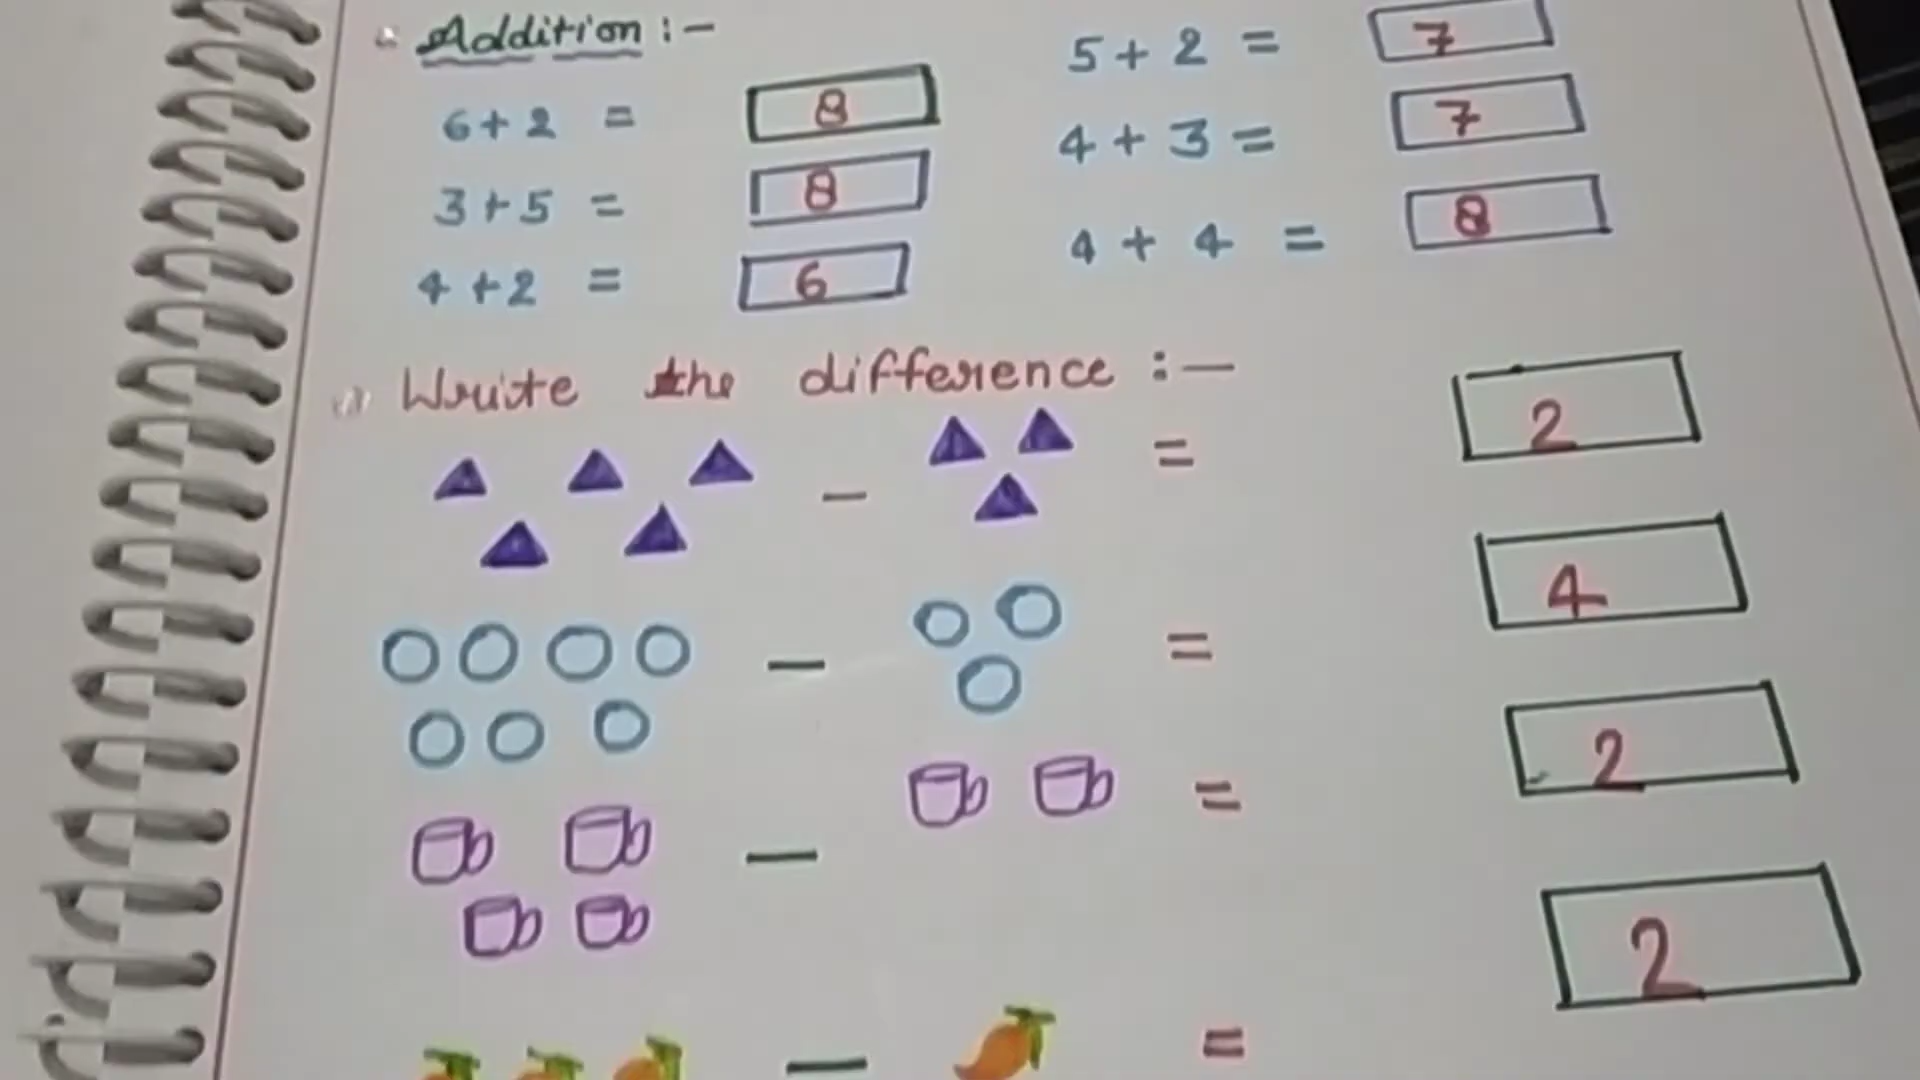 Addition :-
6+2 = 8
3+5 = 8
4+2 = 6
5+2 = 7
4+3 = 7
4+4 = 8
Write the difference :-
- = 2
- = 4
- = 2
- = 2